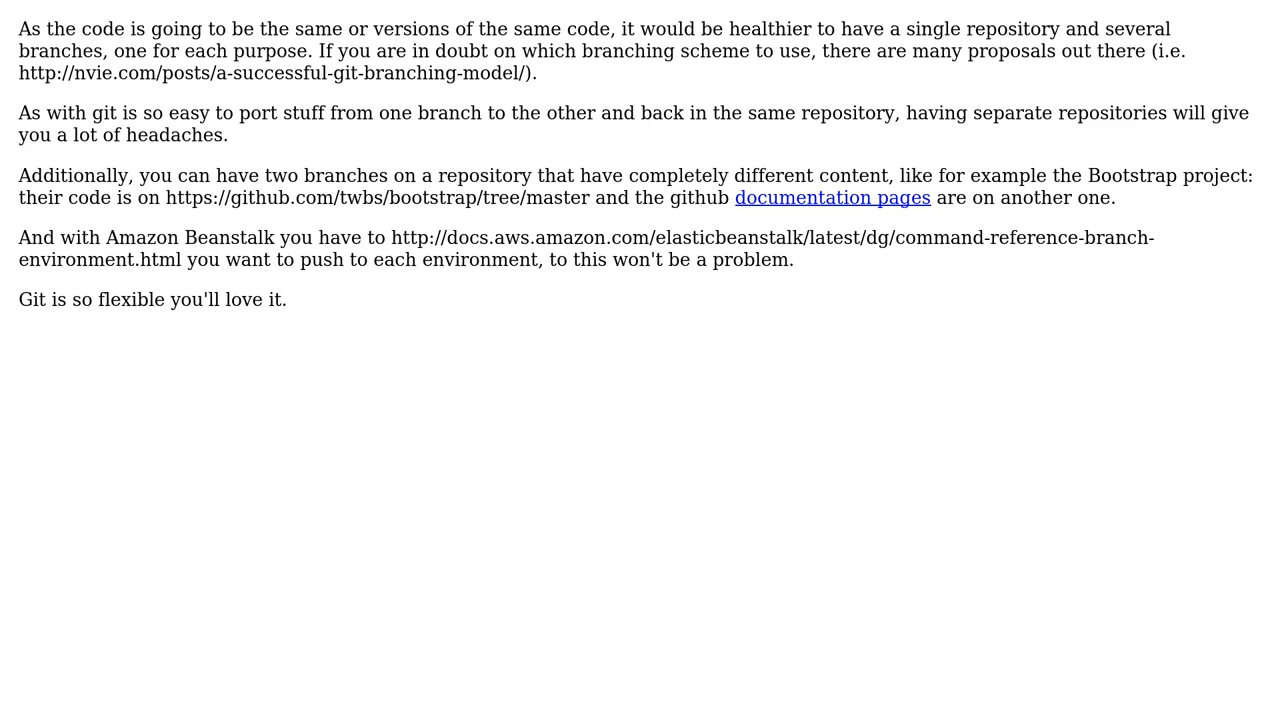 As the code is going to be the same or versions of the same code, it would be healthier to have a single repository and several
branches, one for each purpose. If you are in doubt on which branching scheme to use, there are many proposals out there (i.e.
http://nvie.com/posts/a-successful-git-branching-model/).
As with git is so easy to port stuff from one branch to the other and back in the same repository, having separate repositories will give
you a lot of headaches.
Additionally, you can have two branches on a repository that have completely different content, like for example the Bootstrap project:
their code is on https://github.com/twbs/bootstrap/tree/master and the github documentation pages are on another one.
And with Amazon Beanstalk you have to http://docs.aws.amazon.com/elasticbeanstalk/latest/dg/command-reference-branch-
environment.html you want to push to each environment, to this won't be a problem.
Git is so flexible you'll love it.